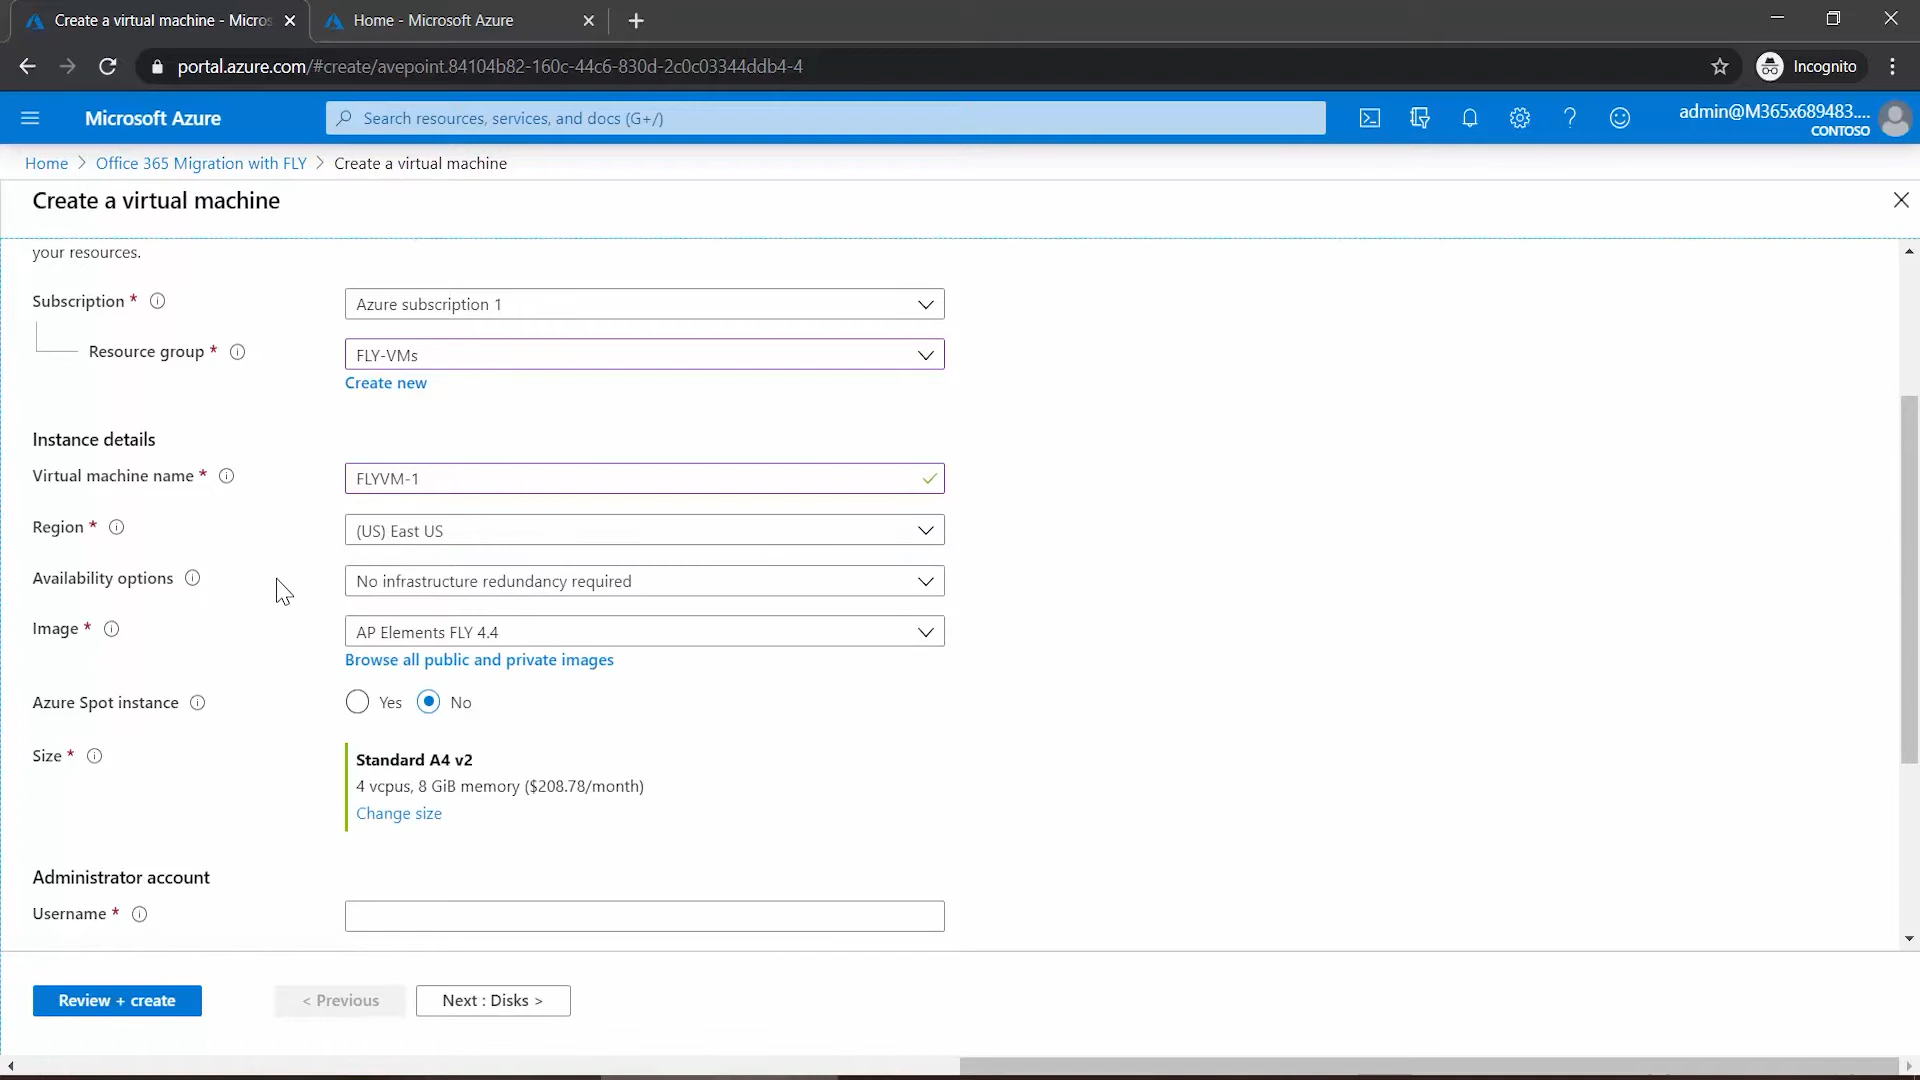 Create a virtual machine - Micros
Home - Microsoft Azure
portal.azure.com/#create/avepoint.84104b82-160c-44c6-830d-2c0c03344ddb4-4
Incognito
Microsoft Azure
Search resources, services, and docs (G+/)
admin@M365x689483....
CONTOSO
Home > Office 365 Migration with FLY > Create a virtual machine
Create a virtual machine
your resources.
Subscription *
Azure subscription 1
Resource group *
FLY-VMs
Create new
Instance details
Virtual machine name *
FLYVM-1
Region *
(US) East US
Availability options
No infrastructure redundancy required
Image *
AP Elements FLY 4.4
Browse all public and private images
Azure Spot instance
Yes
No
Size *
Standard A4 v2
4 vcpus, 8 GiB memory ($208.78/month)
Change size
Administrator account
Username *
Review + create
< Previous
Next : Disks >